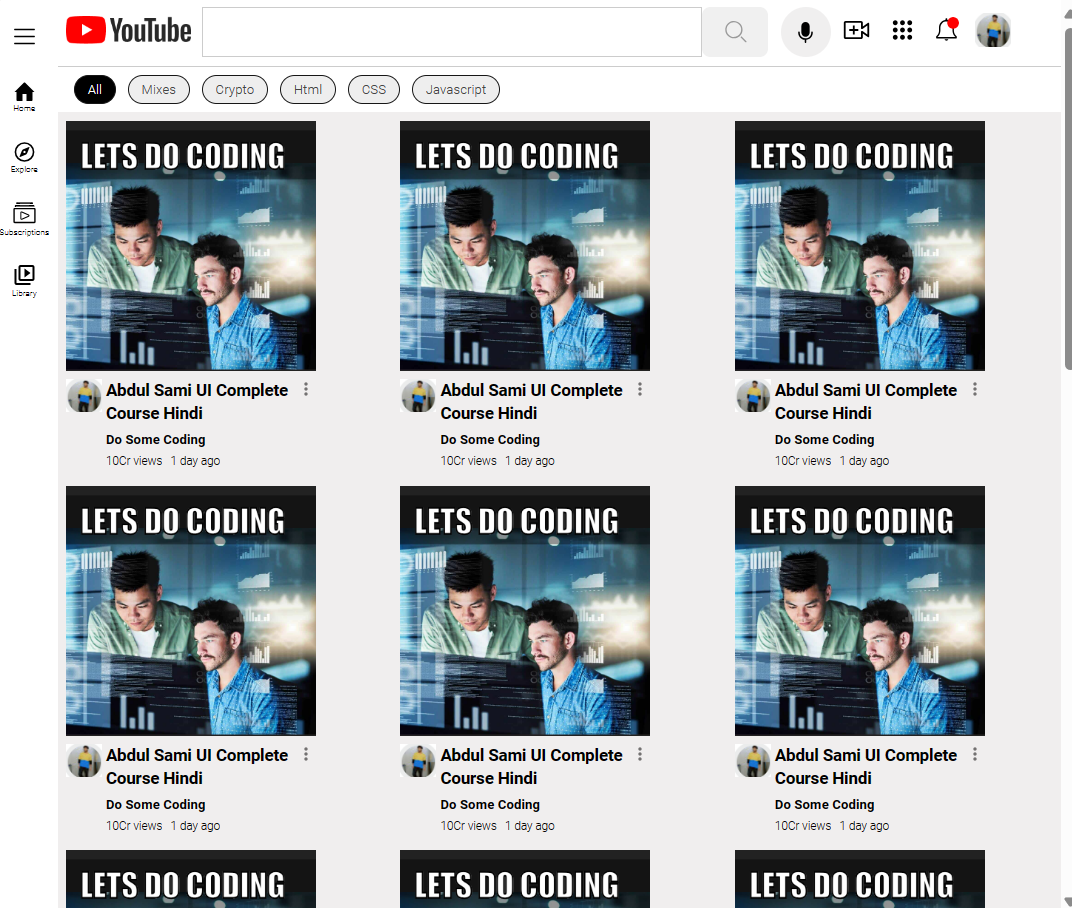 YouTube
All
Mixes
Crypto
Html
CSS
Javascript
Home
Explore
Subscriptions
Library
LETS DO CODING
LETS DO CODING
LETS DO CODING
Abdul Sami UI Complete
Course Hindi
Do Some Coding
10Cr views 1 day ago
Abdul Sami UI Complete
Course Hindi
Do Some Coding
10Cr views 1 day ago
Abdul Sami UI Complete
Course Hindi
Do Some Coding
10Cr views 1 day ago
LETS DO CODING
LETS DO CODING
LETS DO CODING
Abdul Sami UI Complete
Course Hindi
Do Some Coding
10Cr views 1 day ago
Abdul Sami UI Complete
Course Hindi
Do Some Coding
10Cr views 1 day ago
Abdul Sami UI Complete
Course Hindi
Do Some Coding
10Cr views 1 day ago
LETS DO CODING
LETS DO CODING
LETS DO CODING